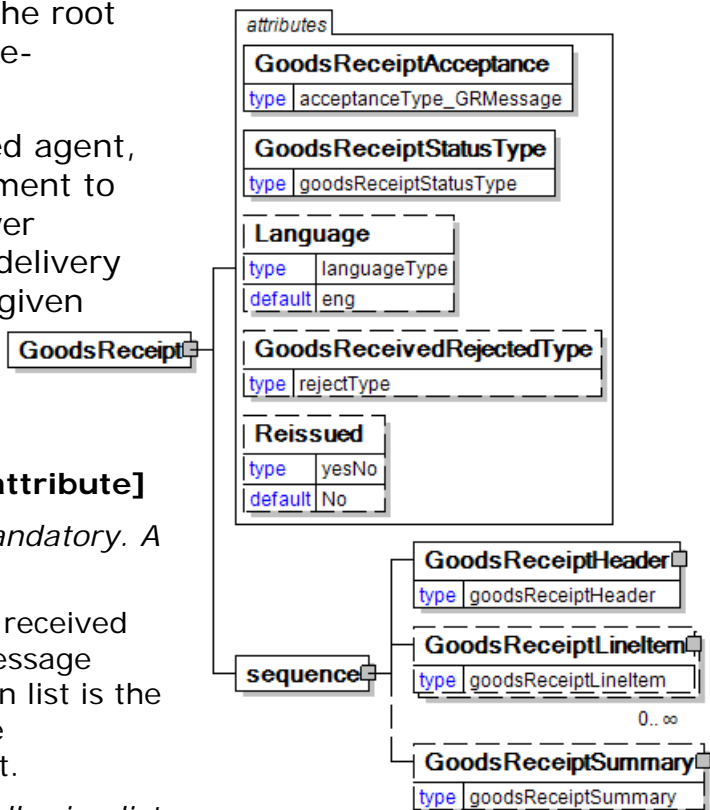 he root
e-
ed agent,
ment to
ver
delivery
given
attribute]
andatory. A
received
essage
n list is the
e
t.
attributes
GoodsReceiptAcceptance
type acceptanceType_GRMessage
GoodsReceiptStatusType
type goodsReceiptStatusType
Language
type languageType
default eng
GoodsReceipt
GoodsReceivedRejectedType
type rejectType
Reissued
type yesNo
default No
sequence
GoodsReceiptHeader
type goodsReceiptHeader
GoodsReceiptLineItem
type goodsReceiptLineItem
0.. ∞
GoodsReceiptSummary
type goodsReceiptSummary